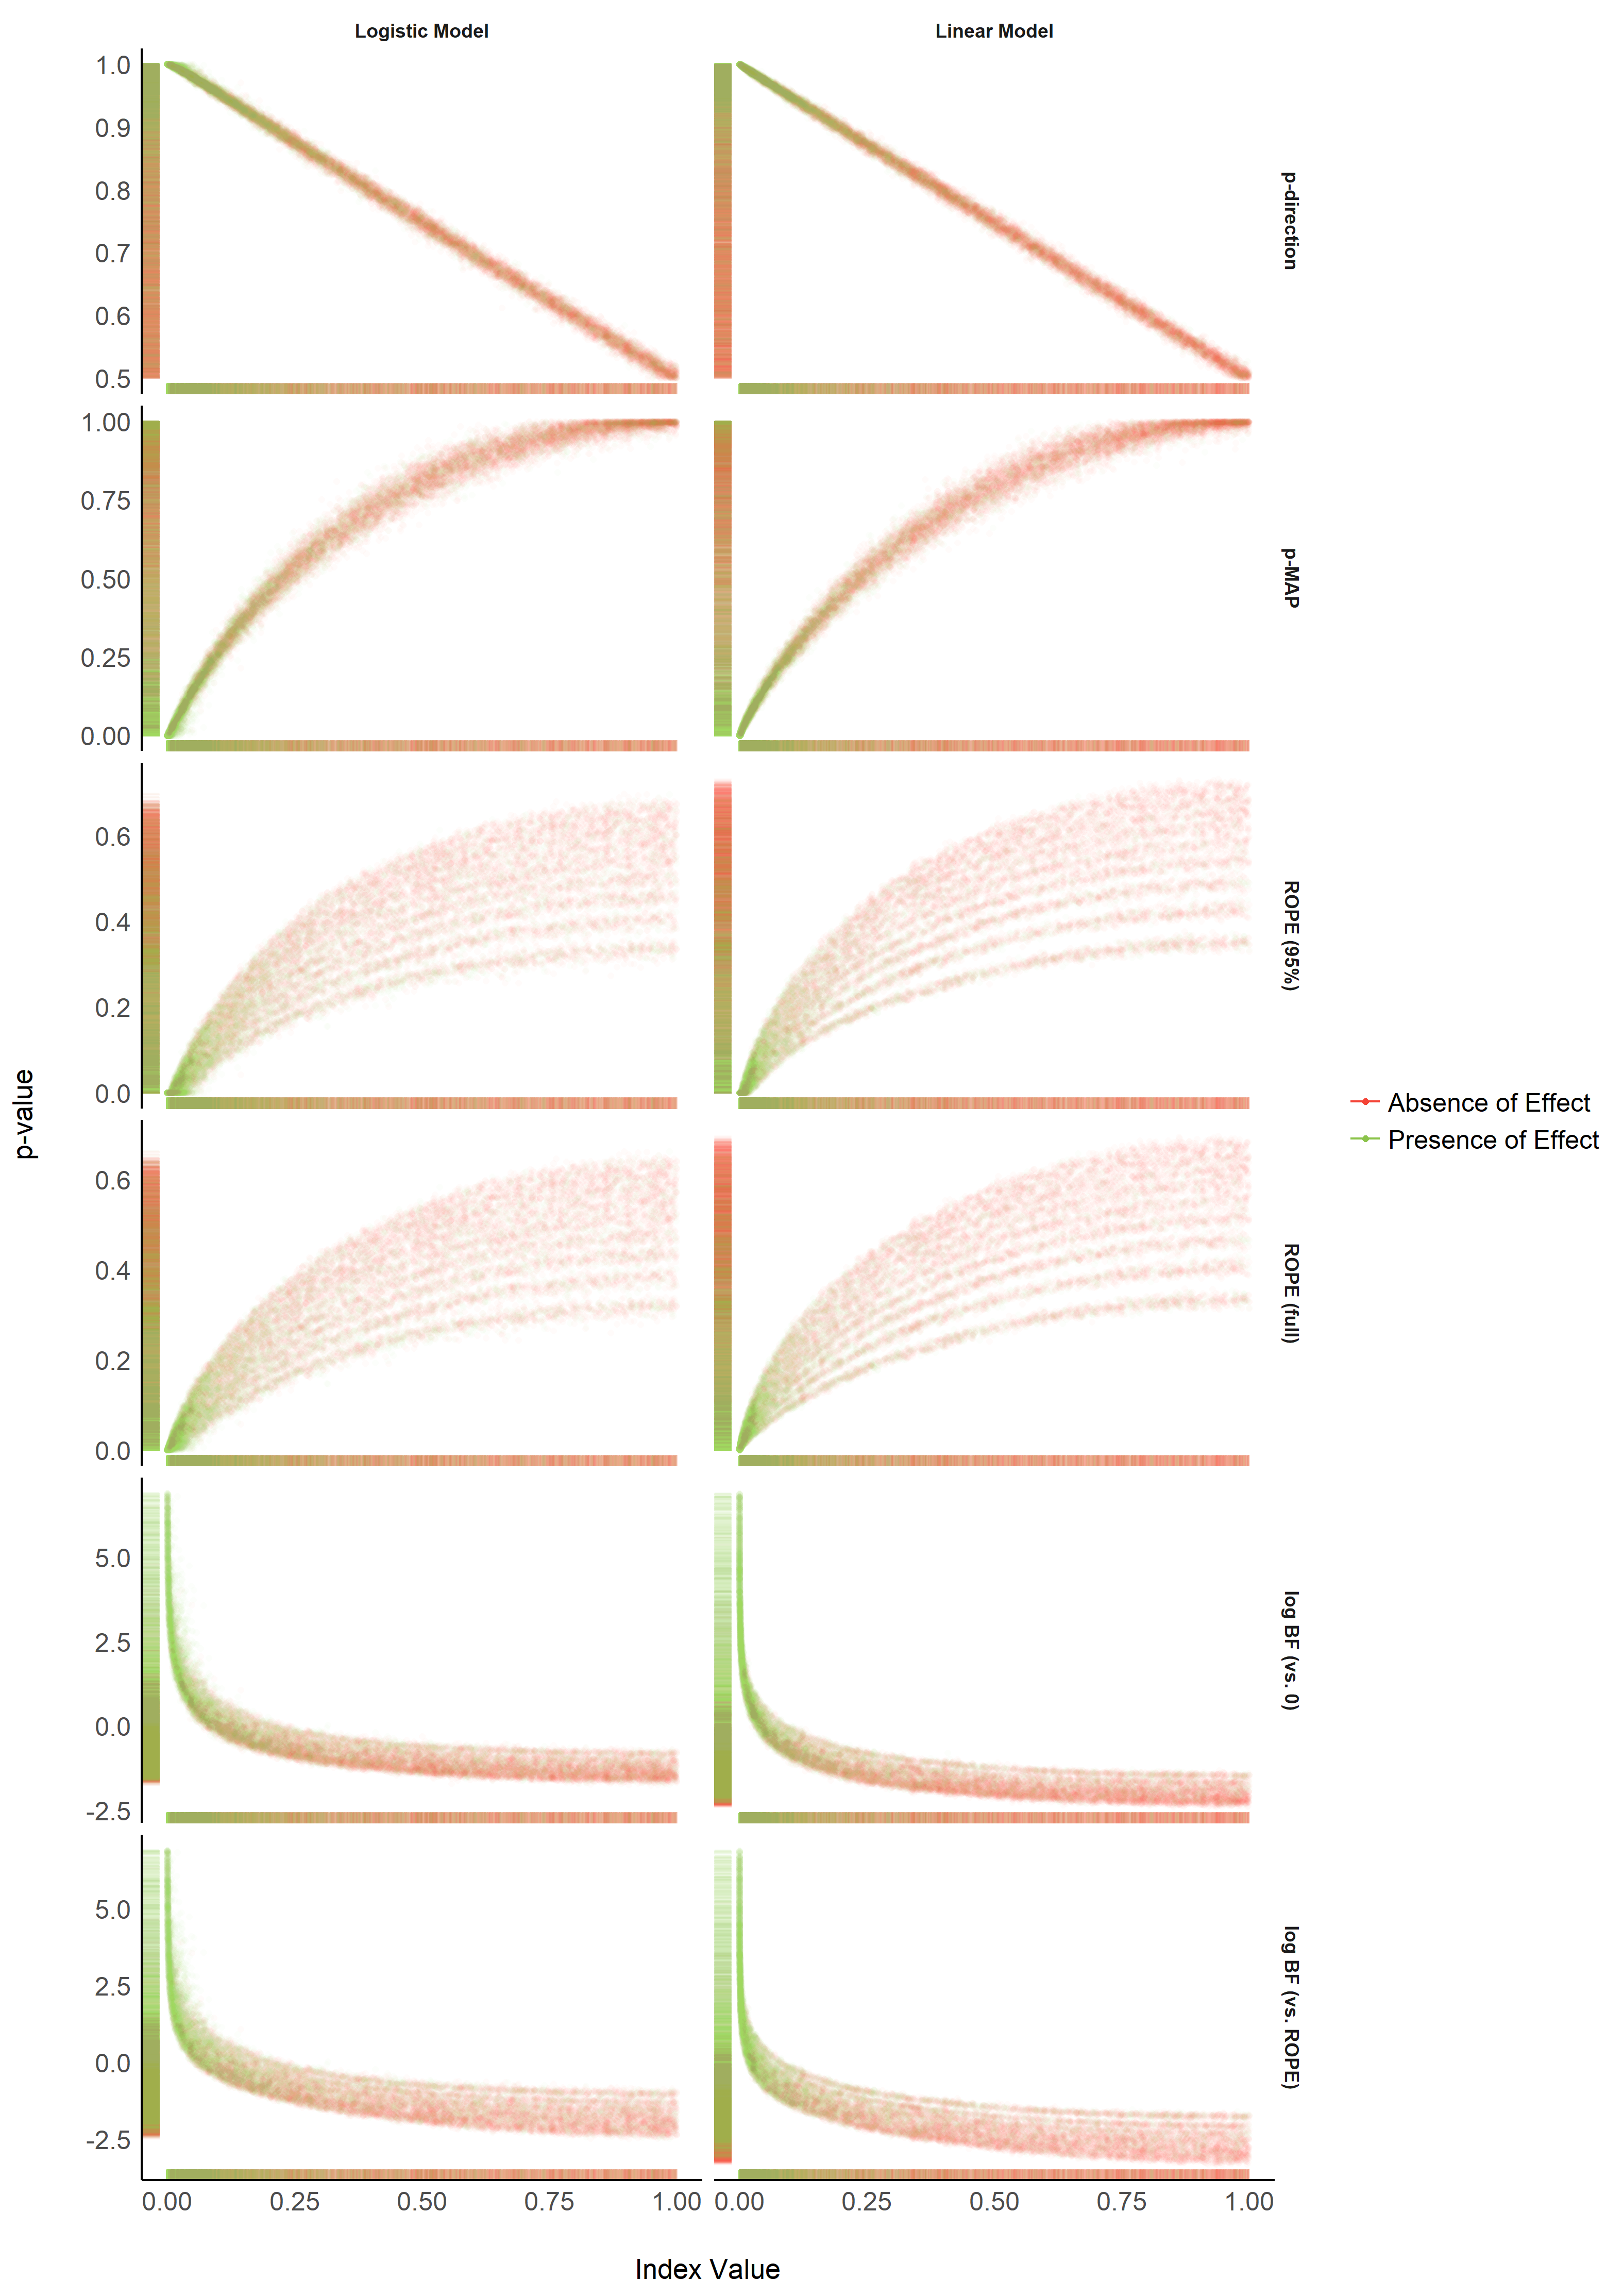 Logistic Model
Linear Model
1.0
0.9
0.8
0.7
0.6
0.5
p-direction
1.00
0.75
0.50
0.25
0.00
p-MAP
0.6
0.4
0.2
0.0
ROPE (95%)
p-value
Absence of Effect
Presence of Effect
0.6
0.4
0.2
0.0
ROPE (full)
5.0
2.5
0.0
-2.5
log BF (vs. 0)
5.0
2.5
0.0
-2.5
log BF (vs. ROPE)
0.00 0.25 0.50 0.75 1.00
0.00 0.25 0.50 0.75 1.00
Index Value